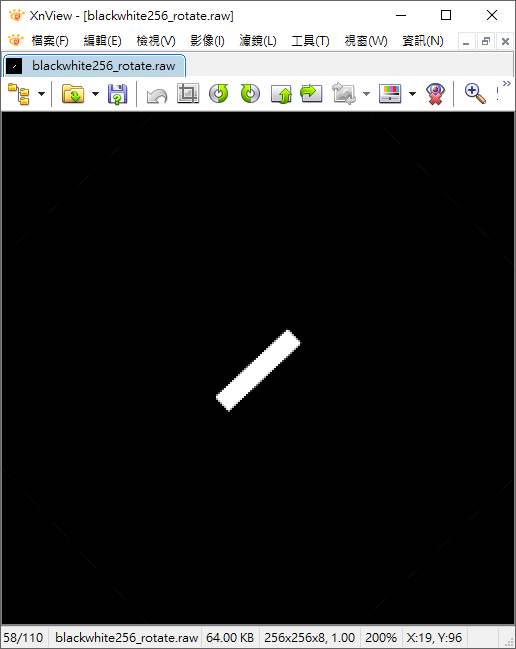 XnView - [blackwhite256_rotate.raw]
檔案(F) 編輯(E) 檢視(V) 影像(I) 濾鏡(L) 工具(T) 視窗(W) 資訊(N)
blackwhite256_rotate.raw
58/110 blackwhite256_rotate.raw 64.00 KB 256x256x8, 1.00 200% X:19, Y:96